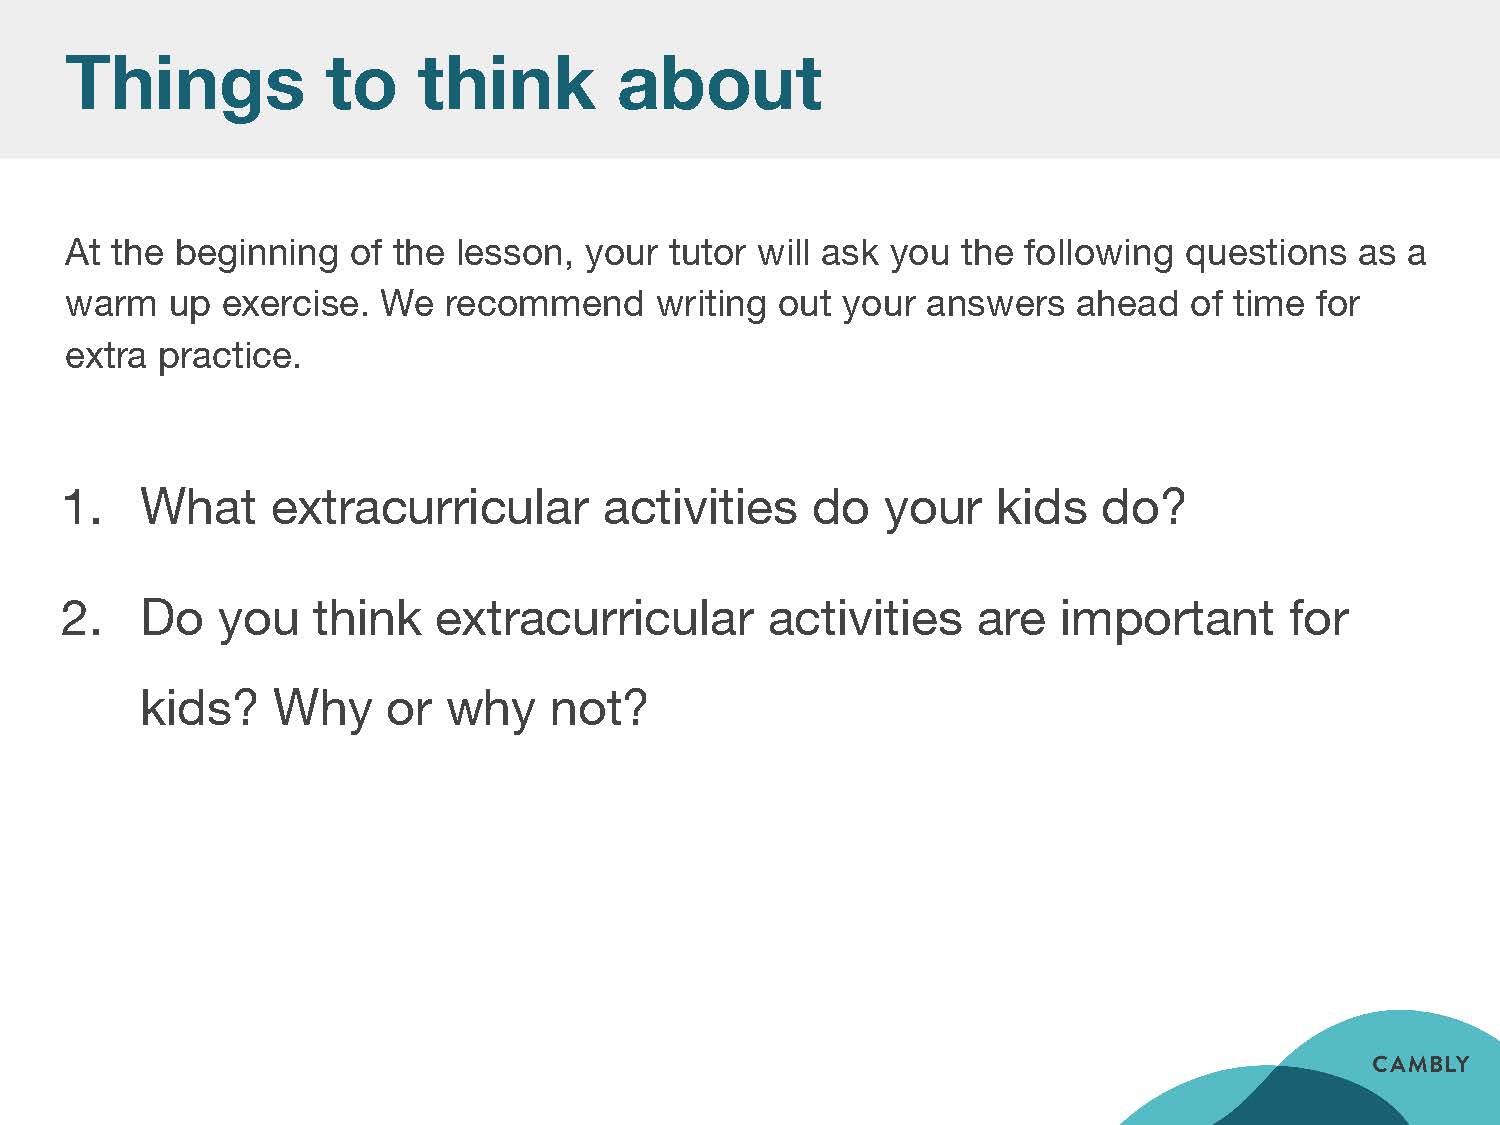 Things to think about
At the beginning of the lesson, your tutor will ask you the following questions as a
warm up exercise. We recommend writing out your answers ahead of time for
extra practice.
1. What extracurricular activities do your kids do?
2. Do you think extracurricular activities are important for
kids? Why or why not?
CAMBLY